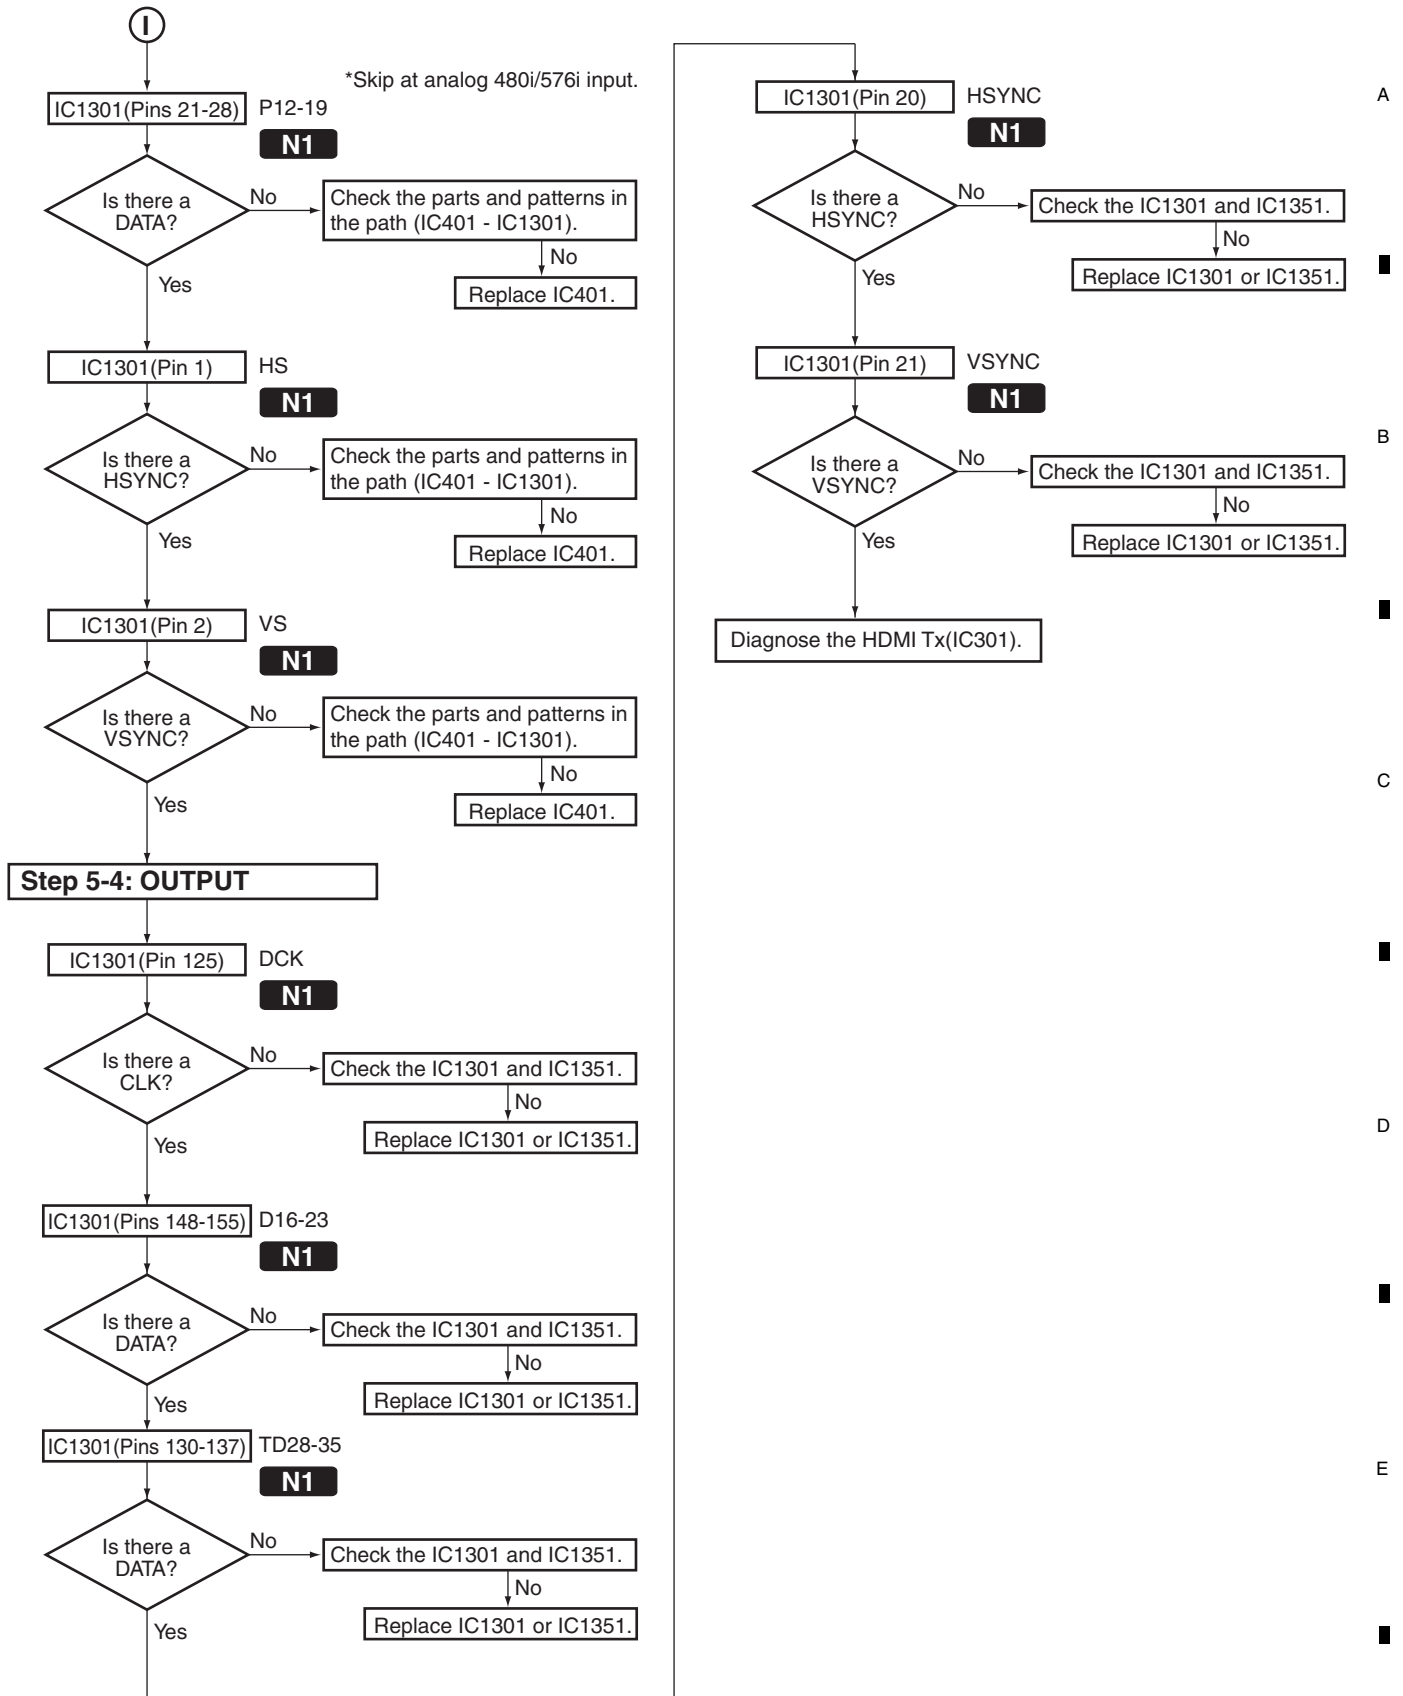 I
*Skip at analog 480i/576i input.
IC1301(Pins 21-28)
P12-19
N1
Is there a
DATA?
No
Check the parts and patterns in
the path (IC401 - IC1301).
No
Replace IC401.
Yes
IC1301(Pin 1)
HS
N1
Is there a
HSYNC?
No
Check the parts and patterns in
the path (IC401 - IC1301).
No
Replace IC401.
Yes
IC1301(Pin 2)
VS
N1
Is there a
VSYNC?
No
Check the parts and patterns in
the path (IC401 - IC1301).
No
Replace IC401.
Yes
Step 5-4: OUTPUT
IC1301(Pin 125)
DCK
N1
Is there a
CLK?
No
Check the IC1301 and IC1351.
No
Replace IC1301 or IC1351.
Yes
IC1301(Pins 148-155)
D16-23
N1
Is there a
DATA?
No
Check the IC1301 and IC1351.
No
Replace IC1301 or IC1351.
Yes
IC1301(Pins 130-137)
TD28-35
N1
Is there a
DATA?
No
Check the IC1301 and IC1351.
No
Replace IC1301 or IC1351.
Yes
IC1301(Pin 20)
HSYNC
N1
Is there a
HSYNC?
No
Check the IC1301 and IC1351.
No
Replace IC1301 or IC1351.
Yes
IC1301(Pin 21)
VSYNC
N1
Is there a
VSYNC?
No
Check the IC1301 and IC1351.
No
Replace IC1301 or IC1351.
Yes
Diagnose the HDMI Tx(IC301).
A
B
C
D
E